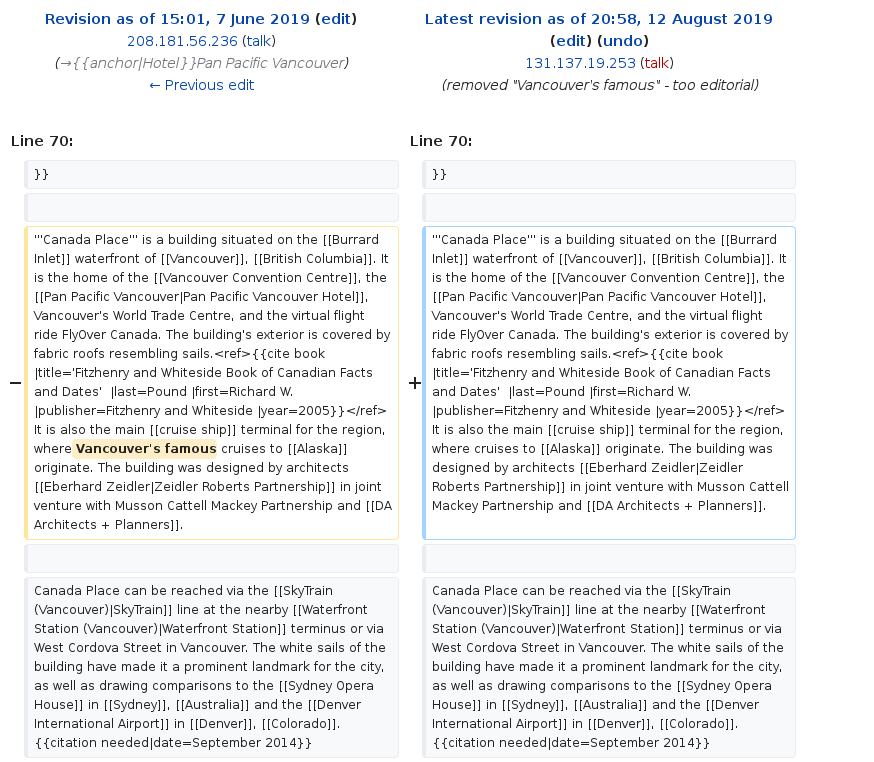 Revision as of 15:01, 7 June 2019 (edit)
208.181.56.236 (talk)
(→{{anchor|Hotel}}Pan Pacific Vancouver)
← Previous edit
Latest revision as of 20:58, 12 August 2019
(edit) (undo)
131.137.19.253 (talk)
(removed "Vancouver's famous" - too editorial)
Line 70:
Line 70:
}}
}}
−
'''Canada Place''' is a building situated on the [[Burrard
Inlet]] waterfront of [[Vancouver]], [[British Columbia]]. It
is the home of the [[Vancouver Convention Centre]], the
[[Pan Pacific Vancouver|Pan Pacific Vancouver Hotel]],
Vancouver's World Trade Centre, and the virtual flight
ride FlyOver Canada. The building's exterior is covered by
fabric roofs resembling sails.<ref>{{cite book
|title='Fitzhenry and Whiteside Book of Canadian Facts
and Dates'  |last=Pound |first=Richard W.
|publisher=Fitzhenry and Whiteside |year=2005}}</ref>
It is also the main [[cruise ship]] terminal for the region,
where Vancouver's famous cruises to [[Alaska]]
originate. The building was designed by architects
[[Eberhard Zeidler|Zeidler Roberts Partnership]] in joint
venture with Musson Cattell Mackey Partnership and [[DA
Architects + Planners]].
+
'''Canada Place''' is a building situated on the [[Burrard
Inlet]] waterfront of [[Vancouver]], [[British Columbia]]. It
is the home of the [[Vancouver Convention Centre]], the
[[Pan Pacific Vancouver|Pan Pacific Vancouver Hotel]],
Vancouver's World Trade Centre, and the virtual flight
ride FlyOver Canada. The building's exterior is covered by
fabric roofs resembling sails.<ref>{{cite book
|title='Fitzhenry and Whiteside Book of Canadian Facts
and Dates'  |last=Pound |first=Richard W.
|publisher=Fitzhenry and Whiteside |year=2005}}</ref>
It is also the main [[cruise ship]] terminal for the region,
where cruises to [[Alaska]] originate. The building was
designed by architects [[Eberhard Zeidler|Zeidler
Roberts Partnership]] in joint venture with Musson Cattell
Mackey Partnership and [[DA Architects + Planners]].
Canada Place can be reached via the [[SkyTrain
(Vancouver)|SkyTrain]] line at the nearby [[Waterfront
Station (Vancouver)|Waterfront Station]] terminus or via
West Cordova Street in Vancouver. The white sails of the
building have made it a prominent landmark for the city,
as well as drawing comparisons to the [[Sydney Opera
House]] in [[Sydney]], [[Australia]] and the [[Denver
International Airport]] in [[Denver]], [[Colorado]].
{{citation needed|date=September 2014}}
Canada Place can be reached via the [[SkyTrain
(Vancouver)|SkyTrain]] line at the nearby [[Waterfront
Station (Vancouver)|Waterfront Station]] terminus or via
West Cordova Street in Vancouver. The white sails of the
building have made it a prominent landmark for the city,
as well as drawing comparisons to the [[Sydney Opera
House]] in [[Sydney]], [[Australia]] and the [[Denver
International Airport]] in [[Denver]], [[Colorado]].
{{citation needed|date=September 2014}}